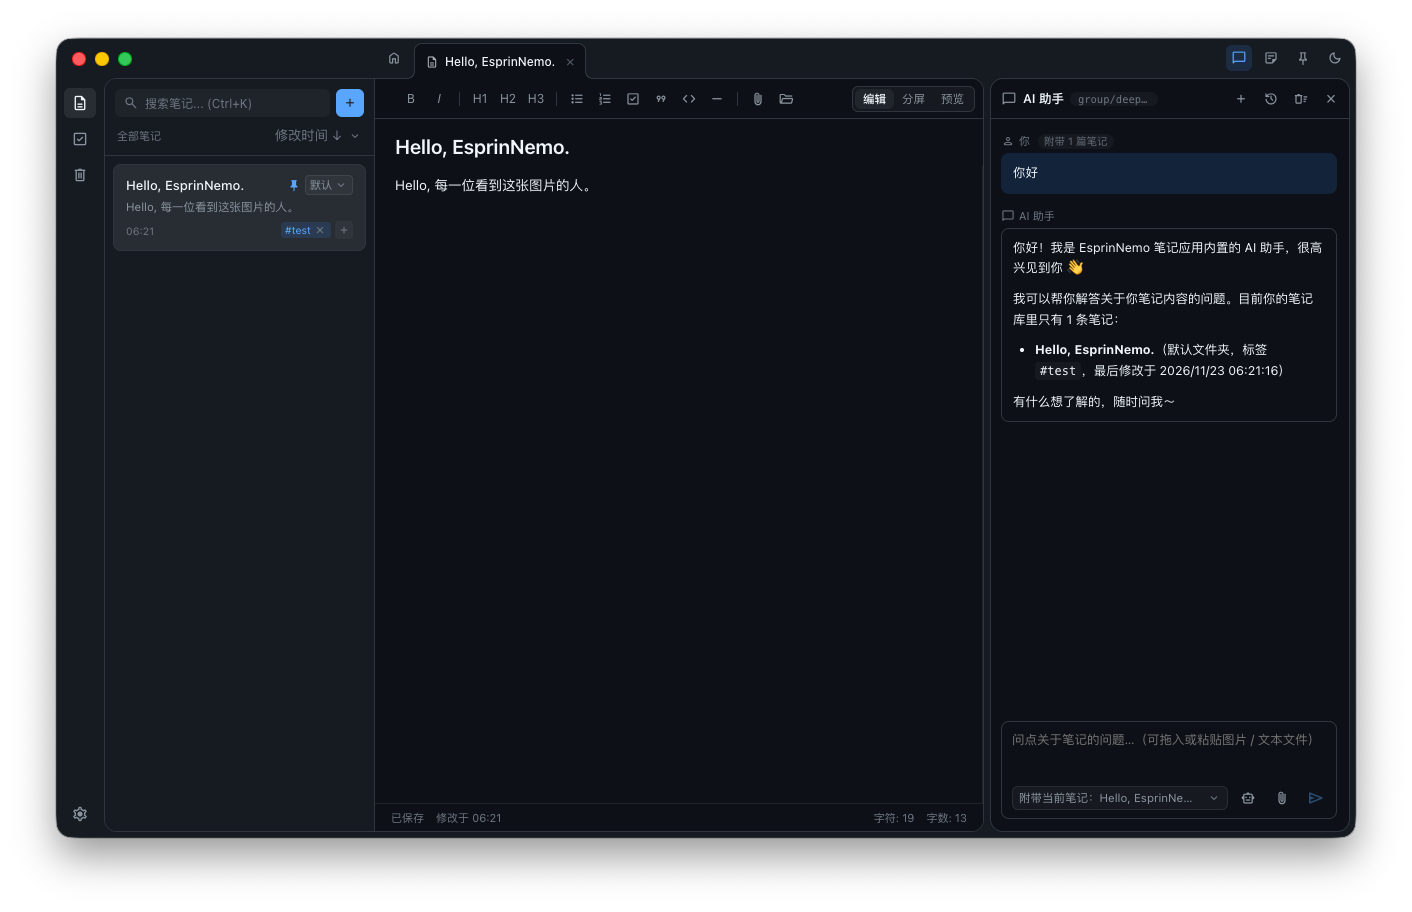 Hello, EsprinNemo.
搜索笔记... (Ctrl+K)
全部笔记
修改时间
Hello, EsprinNemo.
默认
Hello, 每一位看到这张图片的人。
06:21
#test
B
I
H1
H2
H3
编辑
分屏
预览
Hello, EsprinNemo.
Hello, 每一位看到这张图片的人。
已保存
修改于 06:21
字符: 19
字数: 13
AI 助手
group/deep…
你
附带 1 篇笔记
你好
AI 助手
你好！我是 EsprinNemo 笔记应用内置的 AI 助手，很高
兴见到你 👋
我可以帮你解答关于你笔记内容的问题。目前你的笔记
库里只有 1 条笔记：
• Hello, EsprinNemo.（默认文件夹，标签
#test，最后修改于 2026/11/23 06:21:16）
有什么想了解的，随时问我～
问点关于笔记的问题...（可拖入或粘贴图片 / 文本文件）
附带当前笔记：Hello, EsprinNe...